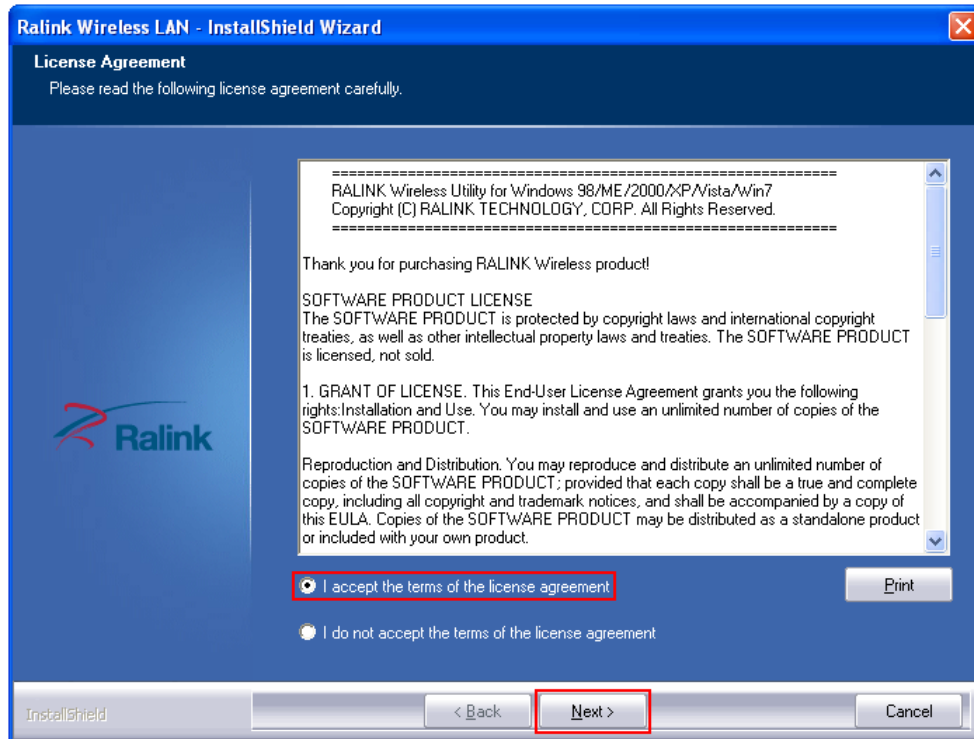 Ralink Wireless LAN - InstallShield Wizard
License Agreement
Please read the following license agreement carefully.
============================================================
RALINK Wireless Utility for Windows 98/ME/2000/XP/Vista/Win7
Copyright (C) RALINK TECHNOLOGY, CORP. All Rights Reserved.
============================================================
Thank you for purchasing RALINK Wireless product!
SOFTWARE PRODUCT LICENSE
The SOFTWARE PRODUCT is protected by copyright laws and international copyright
treaties, as well as other intellectual property laws and treaties. The SOFTWARE PRODUCT
is licensed, not sold.
1. GRANT OF LICENSE. This End-User License Agreement grants you the following
rights:Installation and Use. You may install and use an unlimited number of copies of the
SOFTWARE PRODUCT.
Reproduction and Distribution. You may reproduce and distribute an unlimited number of
copies of the SOFTWARE PRODUCT; provided that each copy shall be a true and complete
copy, including all copyright and trademark notices, and shall be accompanied by a copy of
this EULA. Copies of the SOFTWARE PRODUCT may be distributed as a standalone product
or included with your own product.
Ralink
I accept the terms of the license agreement
Print
I do not accept the terms of the license agreement
InstallShield
< Back
Next >
Cancel